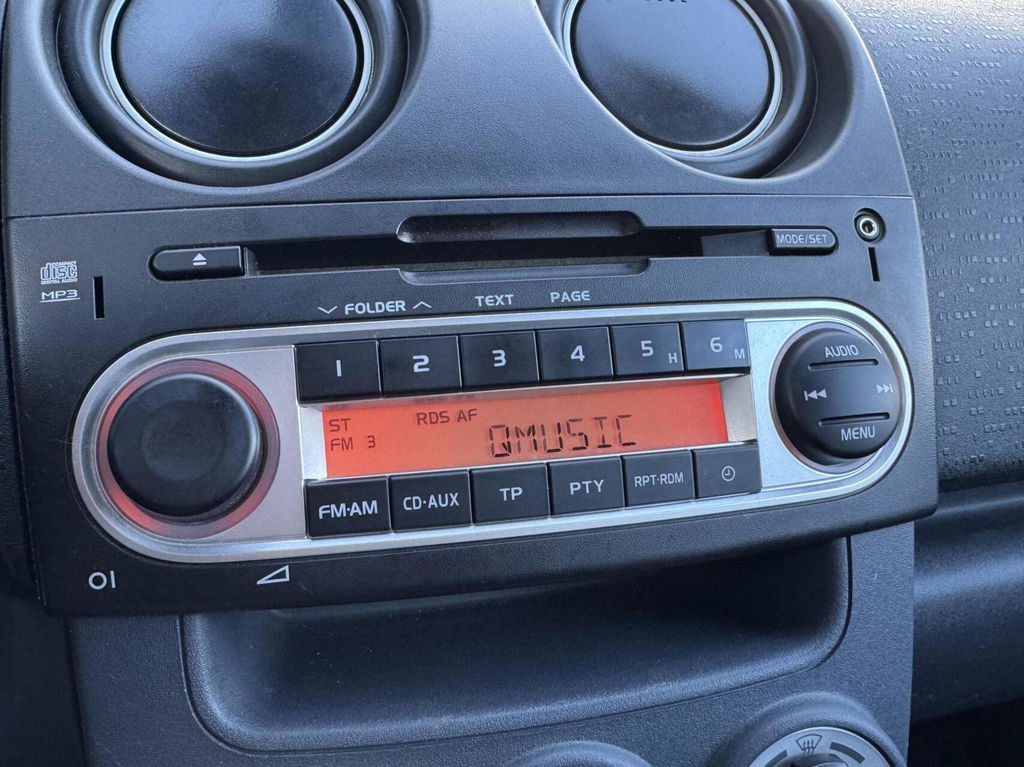 COMPACT
disc
DIGITAL AUDIO
MP3
MODE/SET
FOLDER TEXT PAGE
1 2 3 4 5 H 6 M
AUDIO
ST RDS AF
FM 3 QMUSIC
MENU
FM·AM CD·AUX TP PTY RPT·RDM